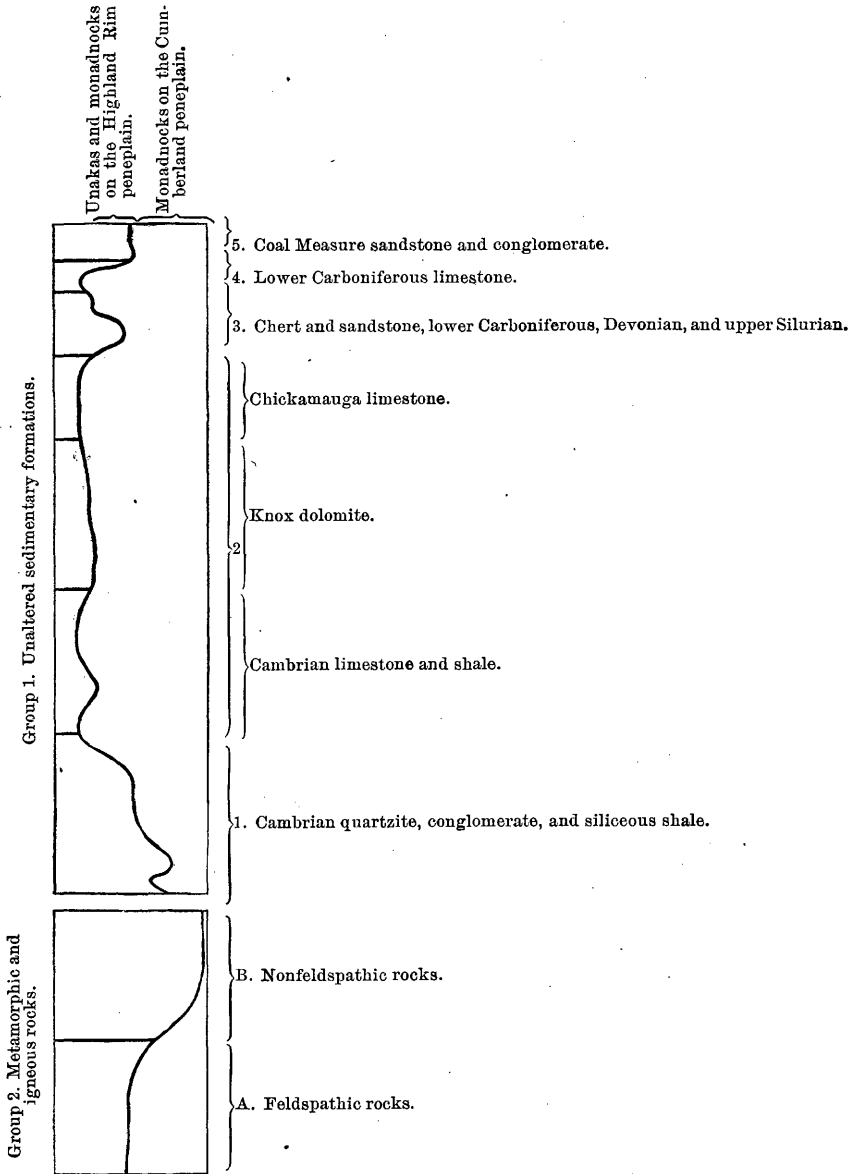 Unakas and monadnocks
on the Highland Rim
peneplain.
Monadnocks on the Cum-
berland peneplain.
Group 1. Unaltered sedimentary formations.
5. Coal Measure sandstone and conglomerate.
4. Lower Carboniferous limestone.
3. Chert and sandstone, lower Carboniferous, Devonian, and upper Silurian.
Chickamauga limestone.
Knox dolomite.
2
Cambrian limestone and shale.
1. Cambrian quartzite, conglomerate, and siliceous shale.
Group 2. Metamorphic and
igneous rocks.
B. Nonfeldspathic rocks.
A. Feldspathic rocks.